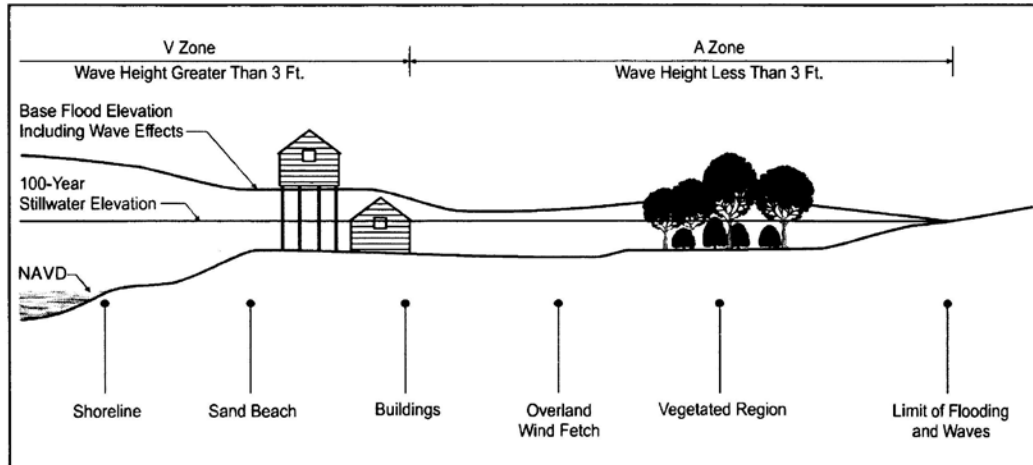 V Zone
Wave Height Greater Than 3 Ft.
A Zone
Wave Height Less Than 3 Ft.
Base Flood Elevation
Including Wave Effects
100-Year
Stillwater Elevation
NAVD
Shoreline
Sand Beach
Buildings
Overland
Wind Fetch
Vegetated Region
Limit of Flooding
and Waves